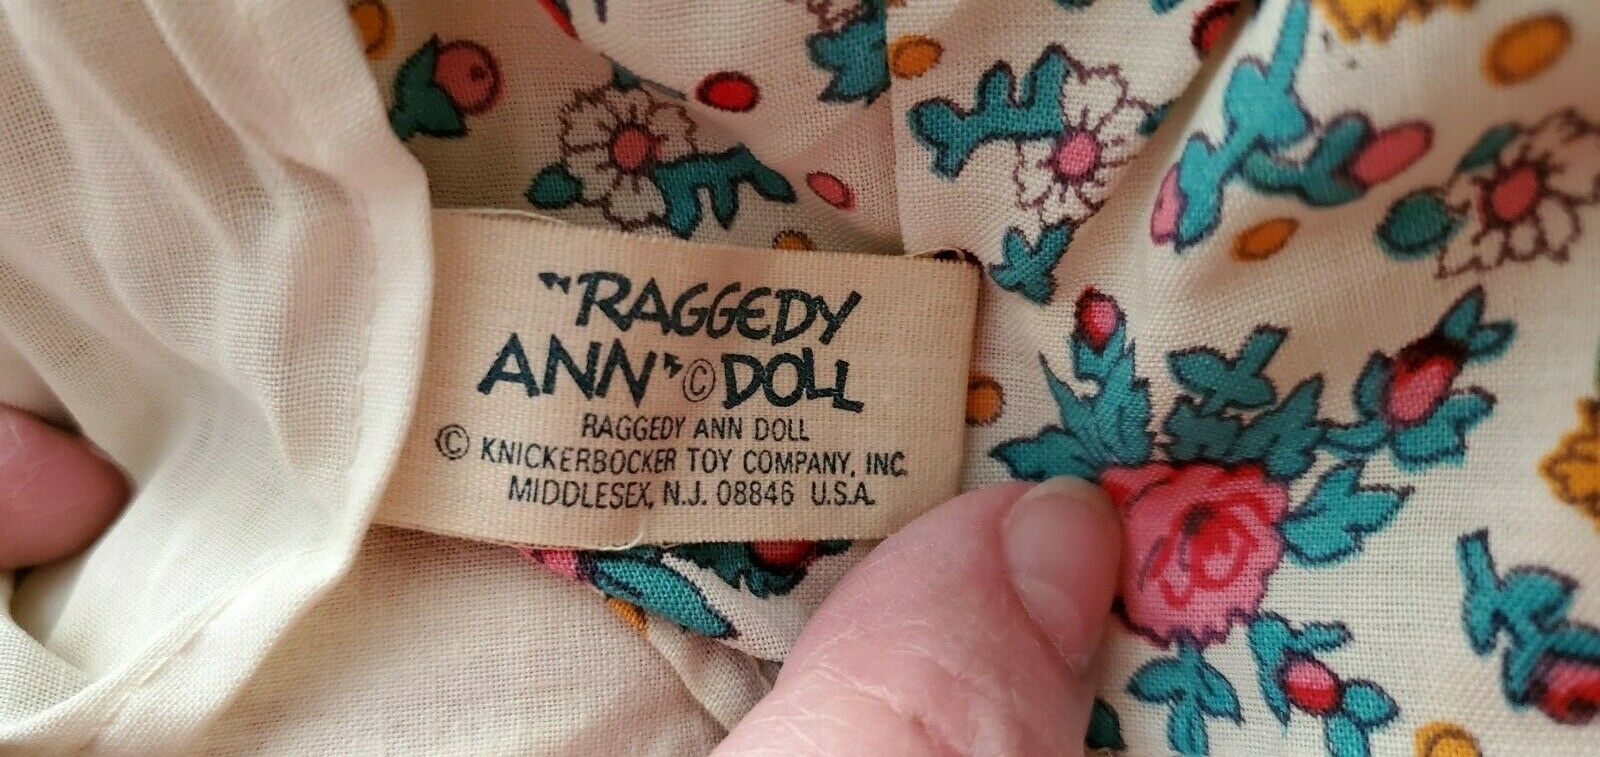 "RAGGEDY
ANN" © DOLL
RAGGEDY ANN DOLL
© KNICKERBOCKER TOY COMPANY, INC.
MIDDLESEX, N.J. 08846 U.S.A.